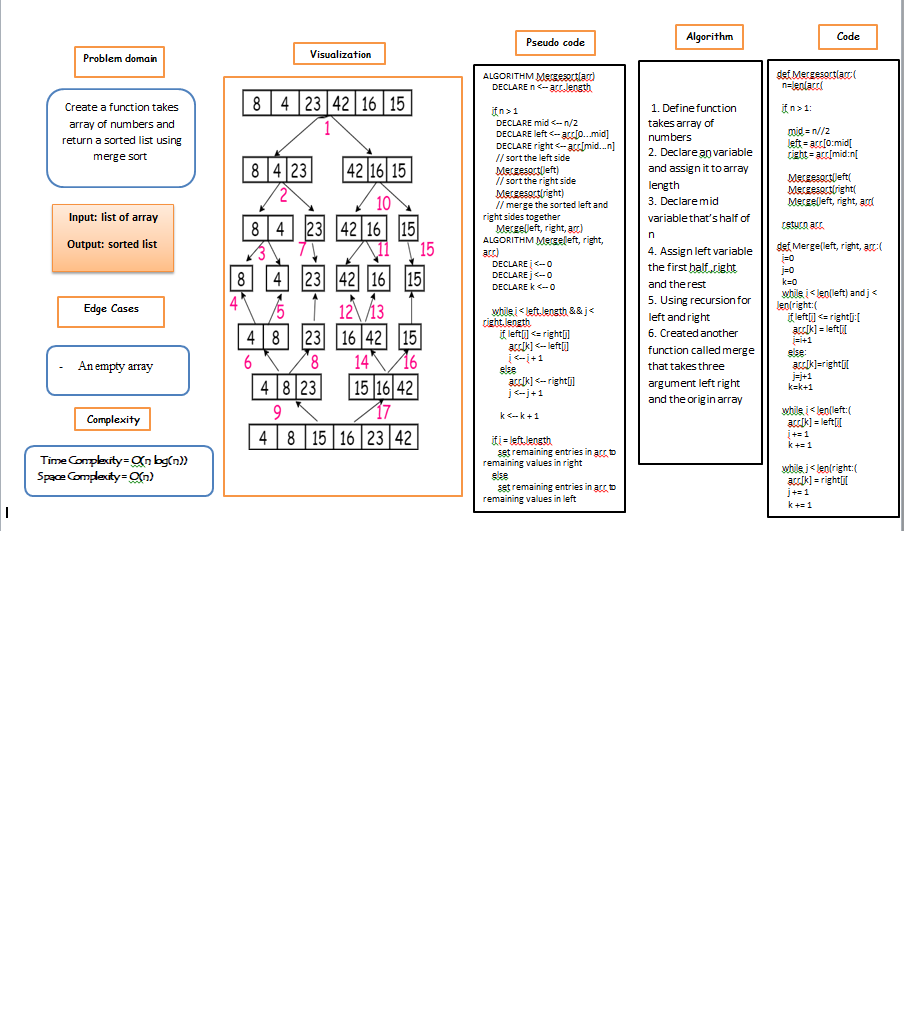 Problem domain
Create a function takes
array of numbers and
return a sorted list using
merge sort
Input: list of array
Output: sorted list
Edge Cases
- An empty array
Complexity
Time Complexity = O(n log(n))
Space Complexity = O(n)
Visualization
8 4 23 42 16 15
1
8 4 23 42 16 15
2 10
8 4 23 42 16 15
3 7 11 15
8 4 23 42 16 15
4 5 12 13
4 8 23 16 42 15
6 8 14 16
4 8 23 15 16 42
9 17
4 8 15 16 23 42
Pseudo code
ALGORITHM Mergesort(arr)
DECLARE n <-- arr.length
if n > 1
DECLARE mid <-- n/2
DECLARE left <-- arr[0...mid]
DECLARE right <-- arr[mid...n]
// sort the left side
Mergesort(left)
// sort the right side
Mergesort(right)
// merge the sorted left and
right sides together
Merge(left, right, arr)
ALGORITHM Merge(left, right,
arr)
DECLARE i <-- 0
DECLARE j <-- 0
DECLARE k <-- 0
while i < left.length && j <
right.length
if left[i] <= right[j]
arr[k] <-- left[i]
i <-- i + 1
else
arr[k] <-- right[j]
j <-- j + 1
k <-- k + 1
if i = left.length
set remaining entries in arr to
remaining values in right
else
set remaining entries in arr to
remaining values in left
Algorithm
1. Define function
takes array of
numbers
2. Declare an variable
and assign it to array
length
3. Declare mid
variable that's half of
n
4. Assign left variable
the first half ,right
and the rest
5. Using recursion for
left and right
6. Created another
function called merge
that takes three
argument left right
and the origin array
Code
def Mergesort(arr:(
n=len(arr(
if n > 1:
mid = n//2
left = arr[0:mid[
right = arr[mid:n[
Mergesort(left(
Mergesort(right(
Merge(left, right, arr(
return arr
def Merge(left, right, arr:(
i=0
j=0
k=0
while i < len(left) and j <
len(right:(
if left[i] <= right[j:[
arr[k] = left[i[
i=i+1
else:
arr[k]=right[j[
j=j+1
k=k+1
while i < len(left:(
arr[k] = left[i[
i += 1
k += 1
while j < len(right:(
arr[k] = right[j[
j += 1
k += 1